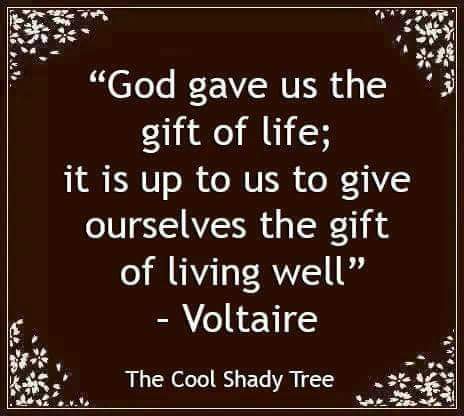 “God gave us the
gift of life;
it is up to us to give
ourselves the gift
of living well”
– Voltaire
The Cool Shady Tree